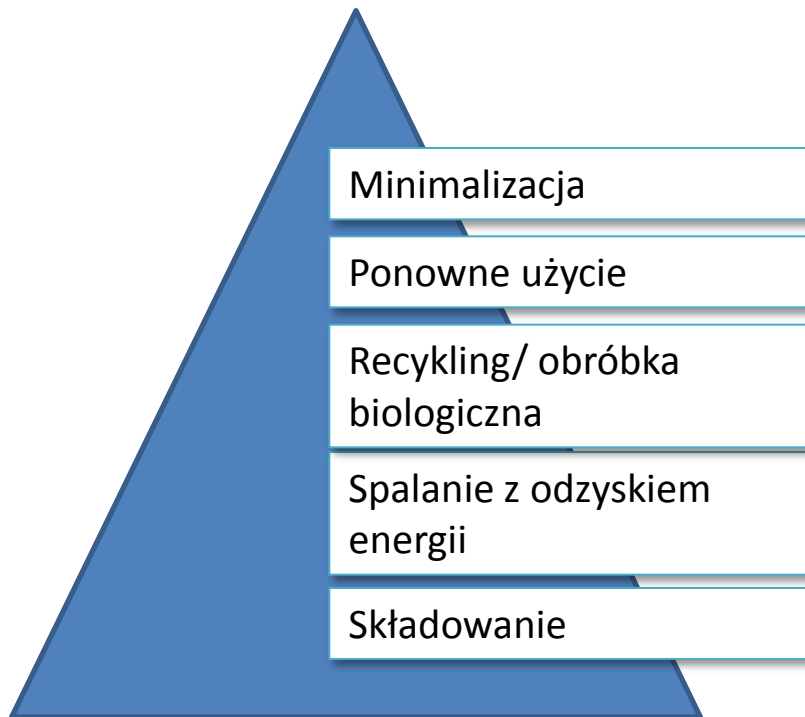 Minimalizacja
Ponowne użycie
Recykling/ obróbka
biologiczna
Spalanie z odzyskiem
energii
Składowanie